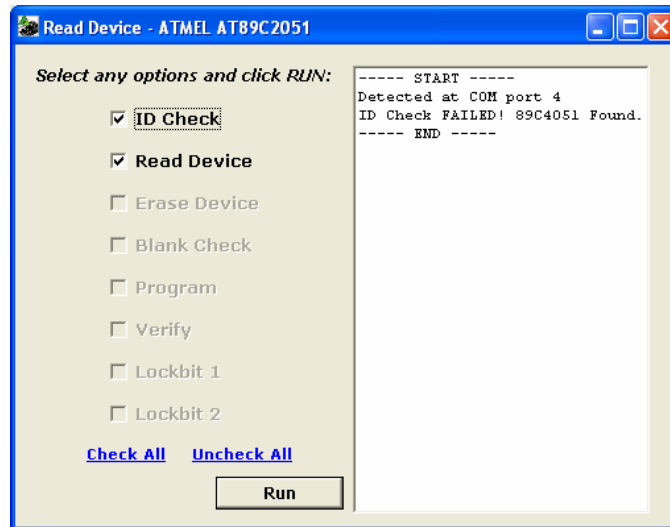 Read Device - ATMEL AT89C2051
Select any options and click RUN:
ID Check
Read Device
Erase Device
Blank Check
Program
Verify
Lockbit 1
Lockbit 2
Check All Uncheck All
Run
----- START -----
Detected at COM port 4
ID Check FAILED! 89C4051 Found.
----- END -----